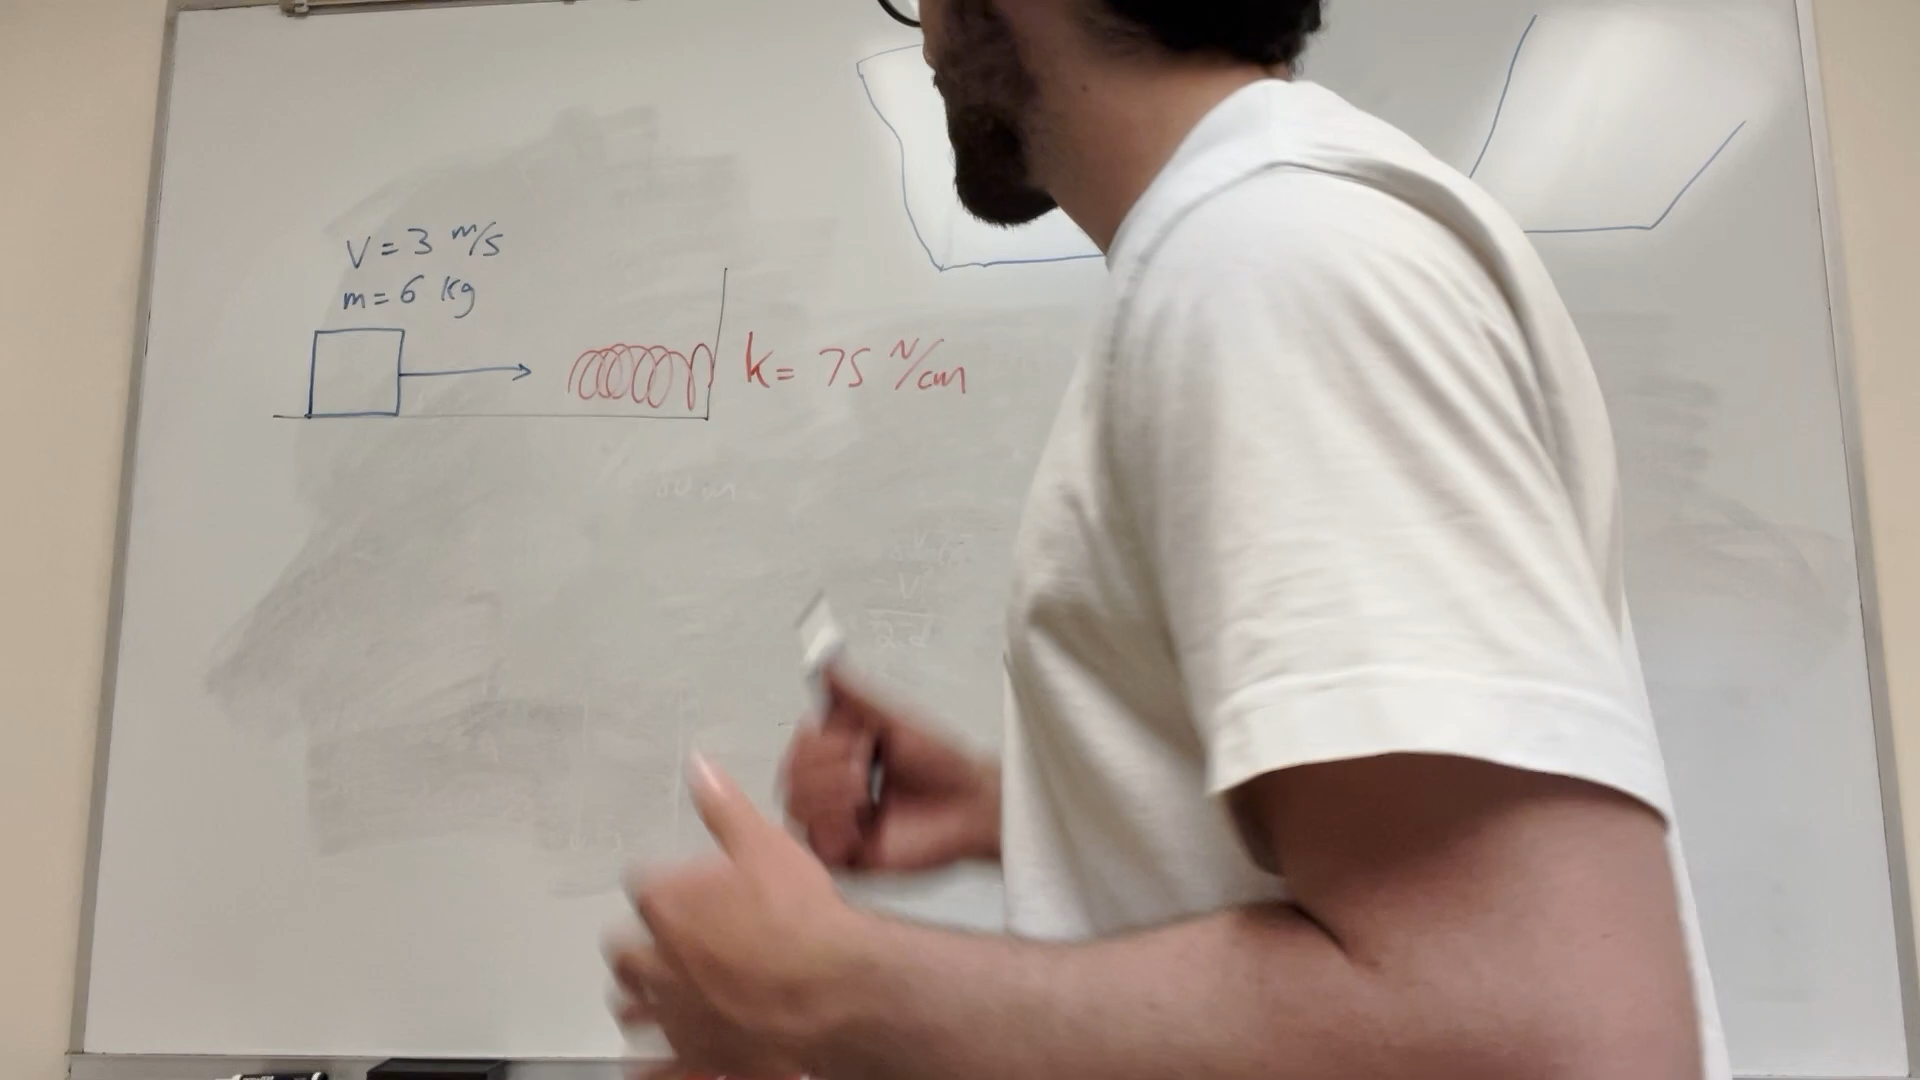 V = 3 m/s
m = 6 kg
k = 75 N/cm